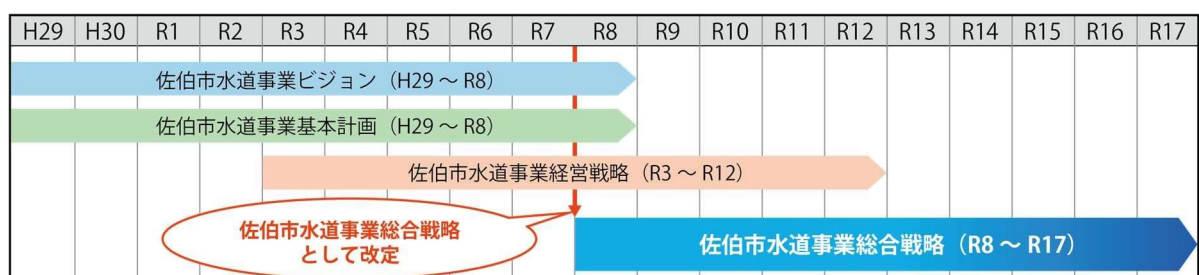 H29 H30 R1 R2 R3 R4 R5 R6 R7 R8 R9 R10 R11 R12 R13 R14 R15 R16 R17
佐伯市水道事業ビジョン（H29 ～ R8）
佐伯市水道事業基本計画（H29 ～ R8）
佐伯市水道事業経営戦略（R3 ～ R12）
佐伯市水道事業総合戦略
として改定
佐伯市水道事業総合戦略（R8 ～ R17）